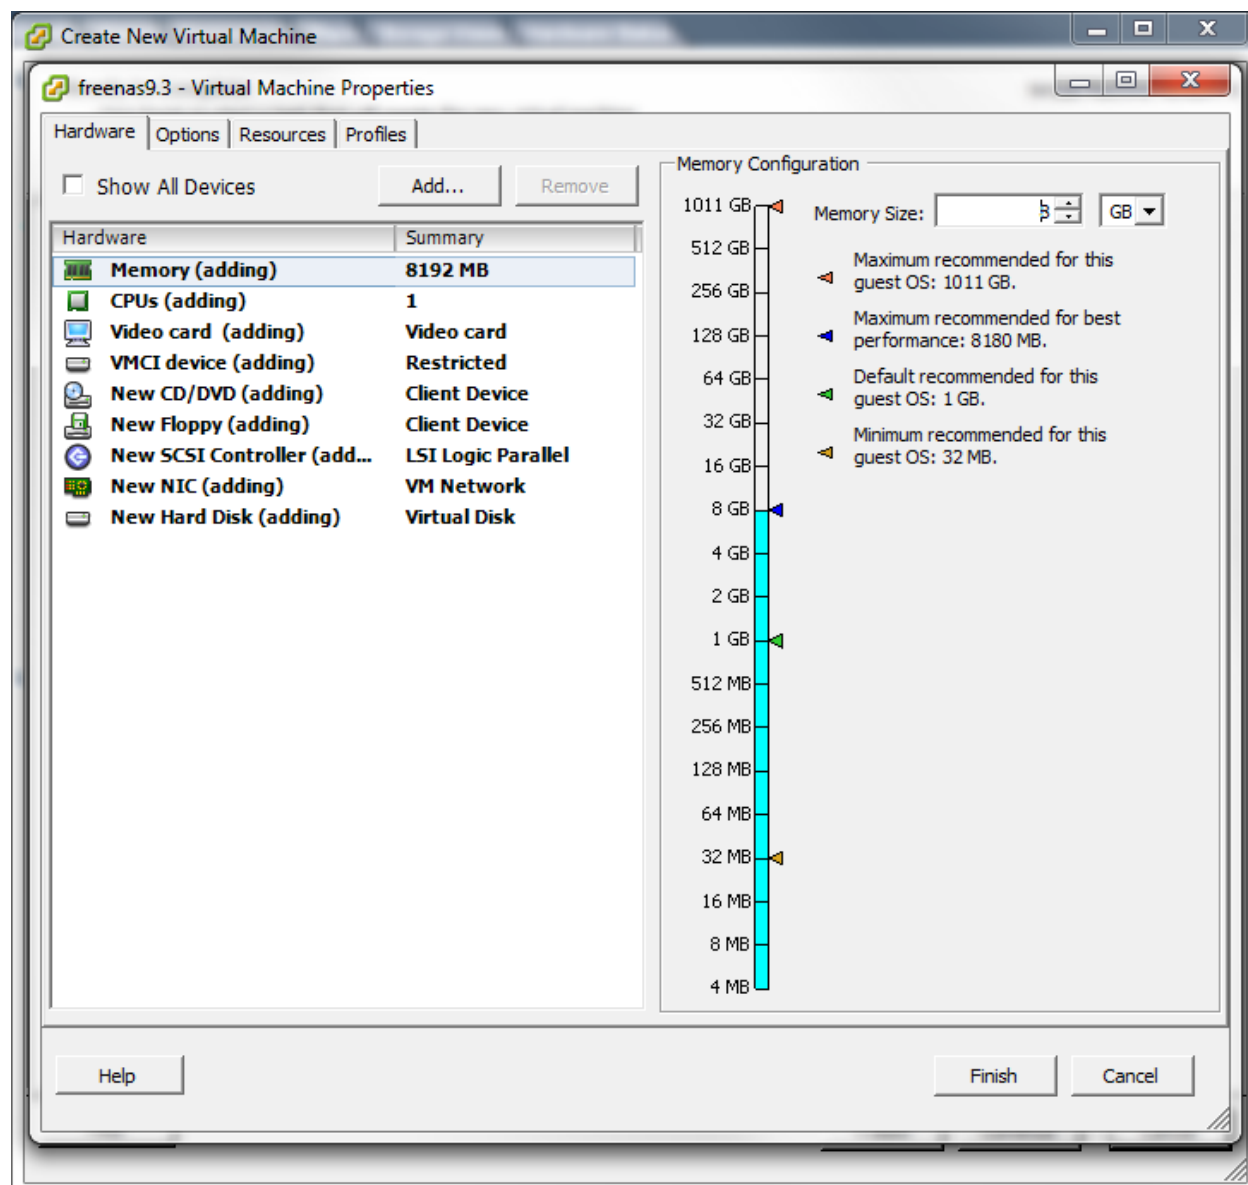 Create New Virtual Machine
freenas9.3 - Virtual Machine Properties
Hardware Options Resources Profiles
Show All Devices Add... Remove
Hardware Summary
Memory (adding) 8192 MB
CPUs (adding) 1
Video card (adding) Video card
VMCI device (adding) Restricted
New CD/DVD (adding) Client Device
New Floppy (adding) Client Device
New SCSI Controller (add... LSI Logic Parallel
New NIC (adding) VM Network
New Hard Disk (adding) Virtual Disk
Memory Configuration
1011 GB
512 GB
256 GB
128 GB
64 GB
32 GB
16 GB
8 GB
4 GB
2 GB
1 GB
512 MB
256 MB
128 MB
64 MB
32 MB
16 MB
8 MB
4 MB
Memory Size: 8 GB
Maximum recommended for this
guest OS: 1011 GB.
Maximum recommended for best
performance: 8180 MB.
Default recommended for this
guest OS: 1 GB.
Minimum recommended for this
guest OS: 32 MB.
Help Finish Cancel